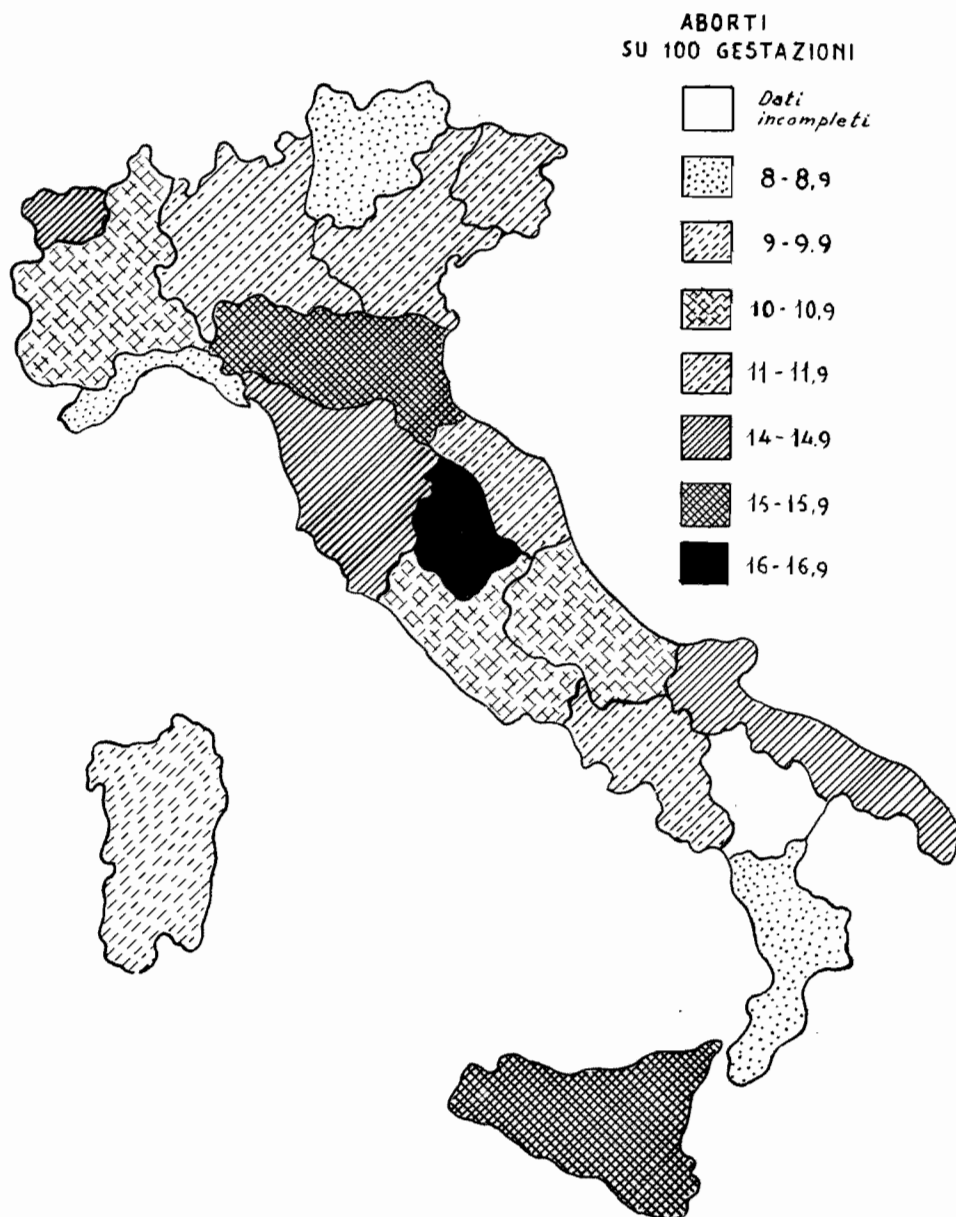 ABORTI
SU 100 GESTAZIONI
Dati
incompleti
8-8,9
9-9.9
10-10,9
11-11,9
14-14.9
15-15,9
16-16,9